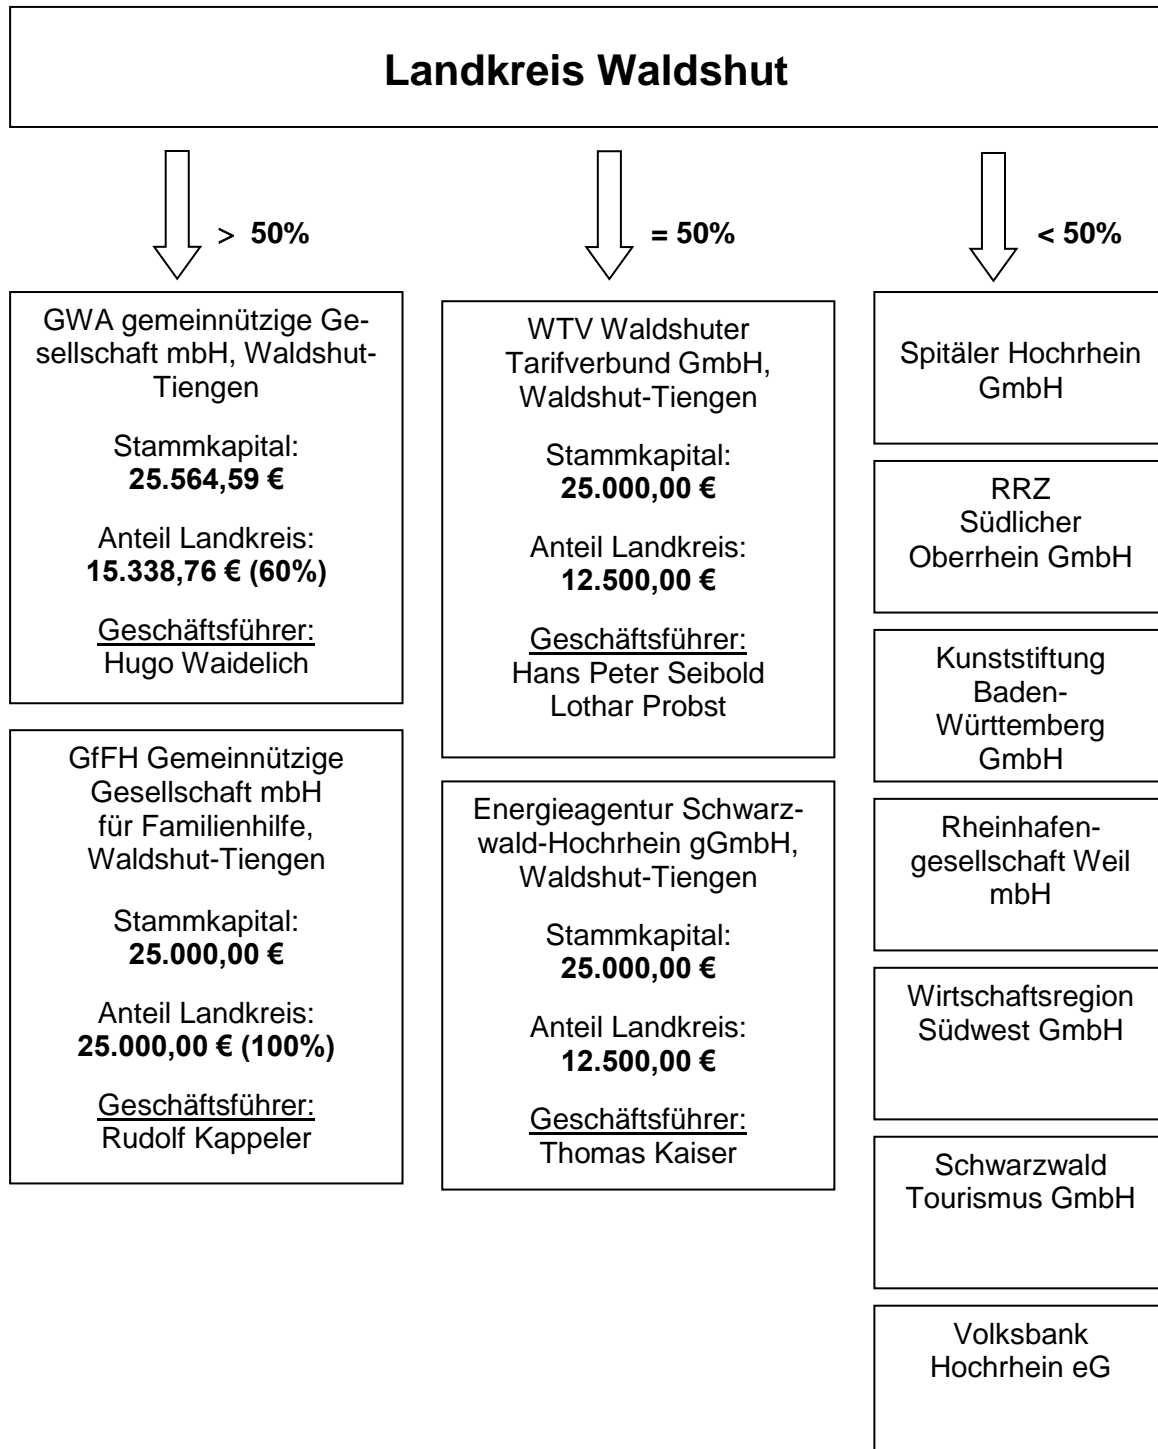 Landkreis Waldshut
> 50%
= 50%
< 50%
GWA gemeinnützige Ge-
sellschaft mbH, Waldshut-
Tiengen
Stammkapital:
25.564,59 €
Anteil Landkreis:
15.338,76 € (60%)
Geschäftsführer:
Hugo Waidelich
GfFH Gemeinnützige
Gesellschaft mbH
für Familienhilfe,
Waldshut-Tiengen
Stammkapital:
25.000,00 €
Anteil Landkreis:
25.000,00 € (100%)
Geschäftsführer:
Rudolf Kappeler
WTV Waldshuter
Tarifverbund GmbH,
Waldshut-Tiengen
Stammkapital:
25.000,00 €
Anteil Landkreis:
12.500,00 €
Geschäftsführer:
Hans Peter Seibold
Lothar Probst
Energieagentur Schwarz-
wald-Hochrhein gGmbH,
Waldshut-Tiengen
Stammkapital:
25.000,00 €
Anteil Landkreis:
12.500,00 €
Geschäftsführer:
Thomas Kaiser
Spitäler Hochrhein
GmbH
RRZ
Südlicher
Oberrhein GmbH
Kunststiftung
Baden-
Württemberg
GmbH
Rheinhafen-
gesellschaft Weil
mbH
Wirtschaftsregion
Südwest GmbH
Schwarzwald
Tourismus GmbH
Volksbank
Hochrhein eG